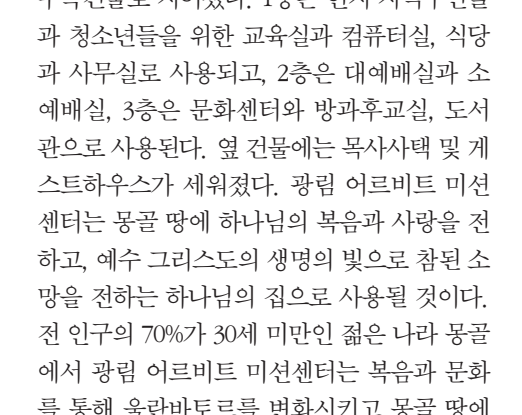 과 청소년들을 위한 교육실과 컴퓨터실, 식당
과 사무실로 사용되고, 2층은 대예배실과 소
예배실, 3층은 문화센터와 방과후교실, 도서
관으로 사용된다. 옆 건물에는 목사사택 및 게
스트하우스가 세워졌다. 광림 어르비트 미션
센터는 몽골 땅에 하나님의 복음과 사랑을 전
하고, 예수 그리스도의 생명의 빛으로 참된 소
망을 전하는 하나님의 집으로 사용될 것이다.
전 인구의 70%가 30세 미만인 젊은 나라 몽골
에서 광림 어르비트 미션센터는 복음과 문화
를 통해 울란바토르를 변화시키고 몽골 땅에